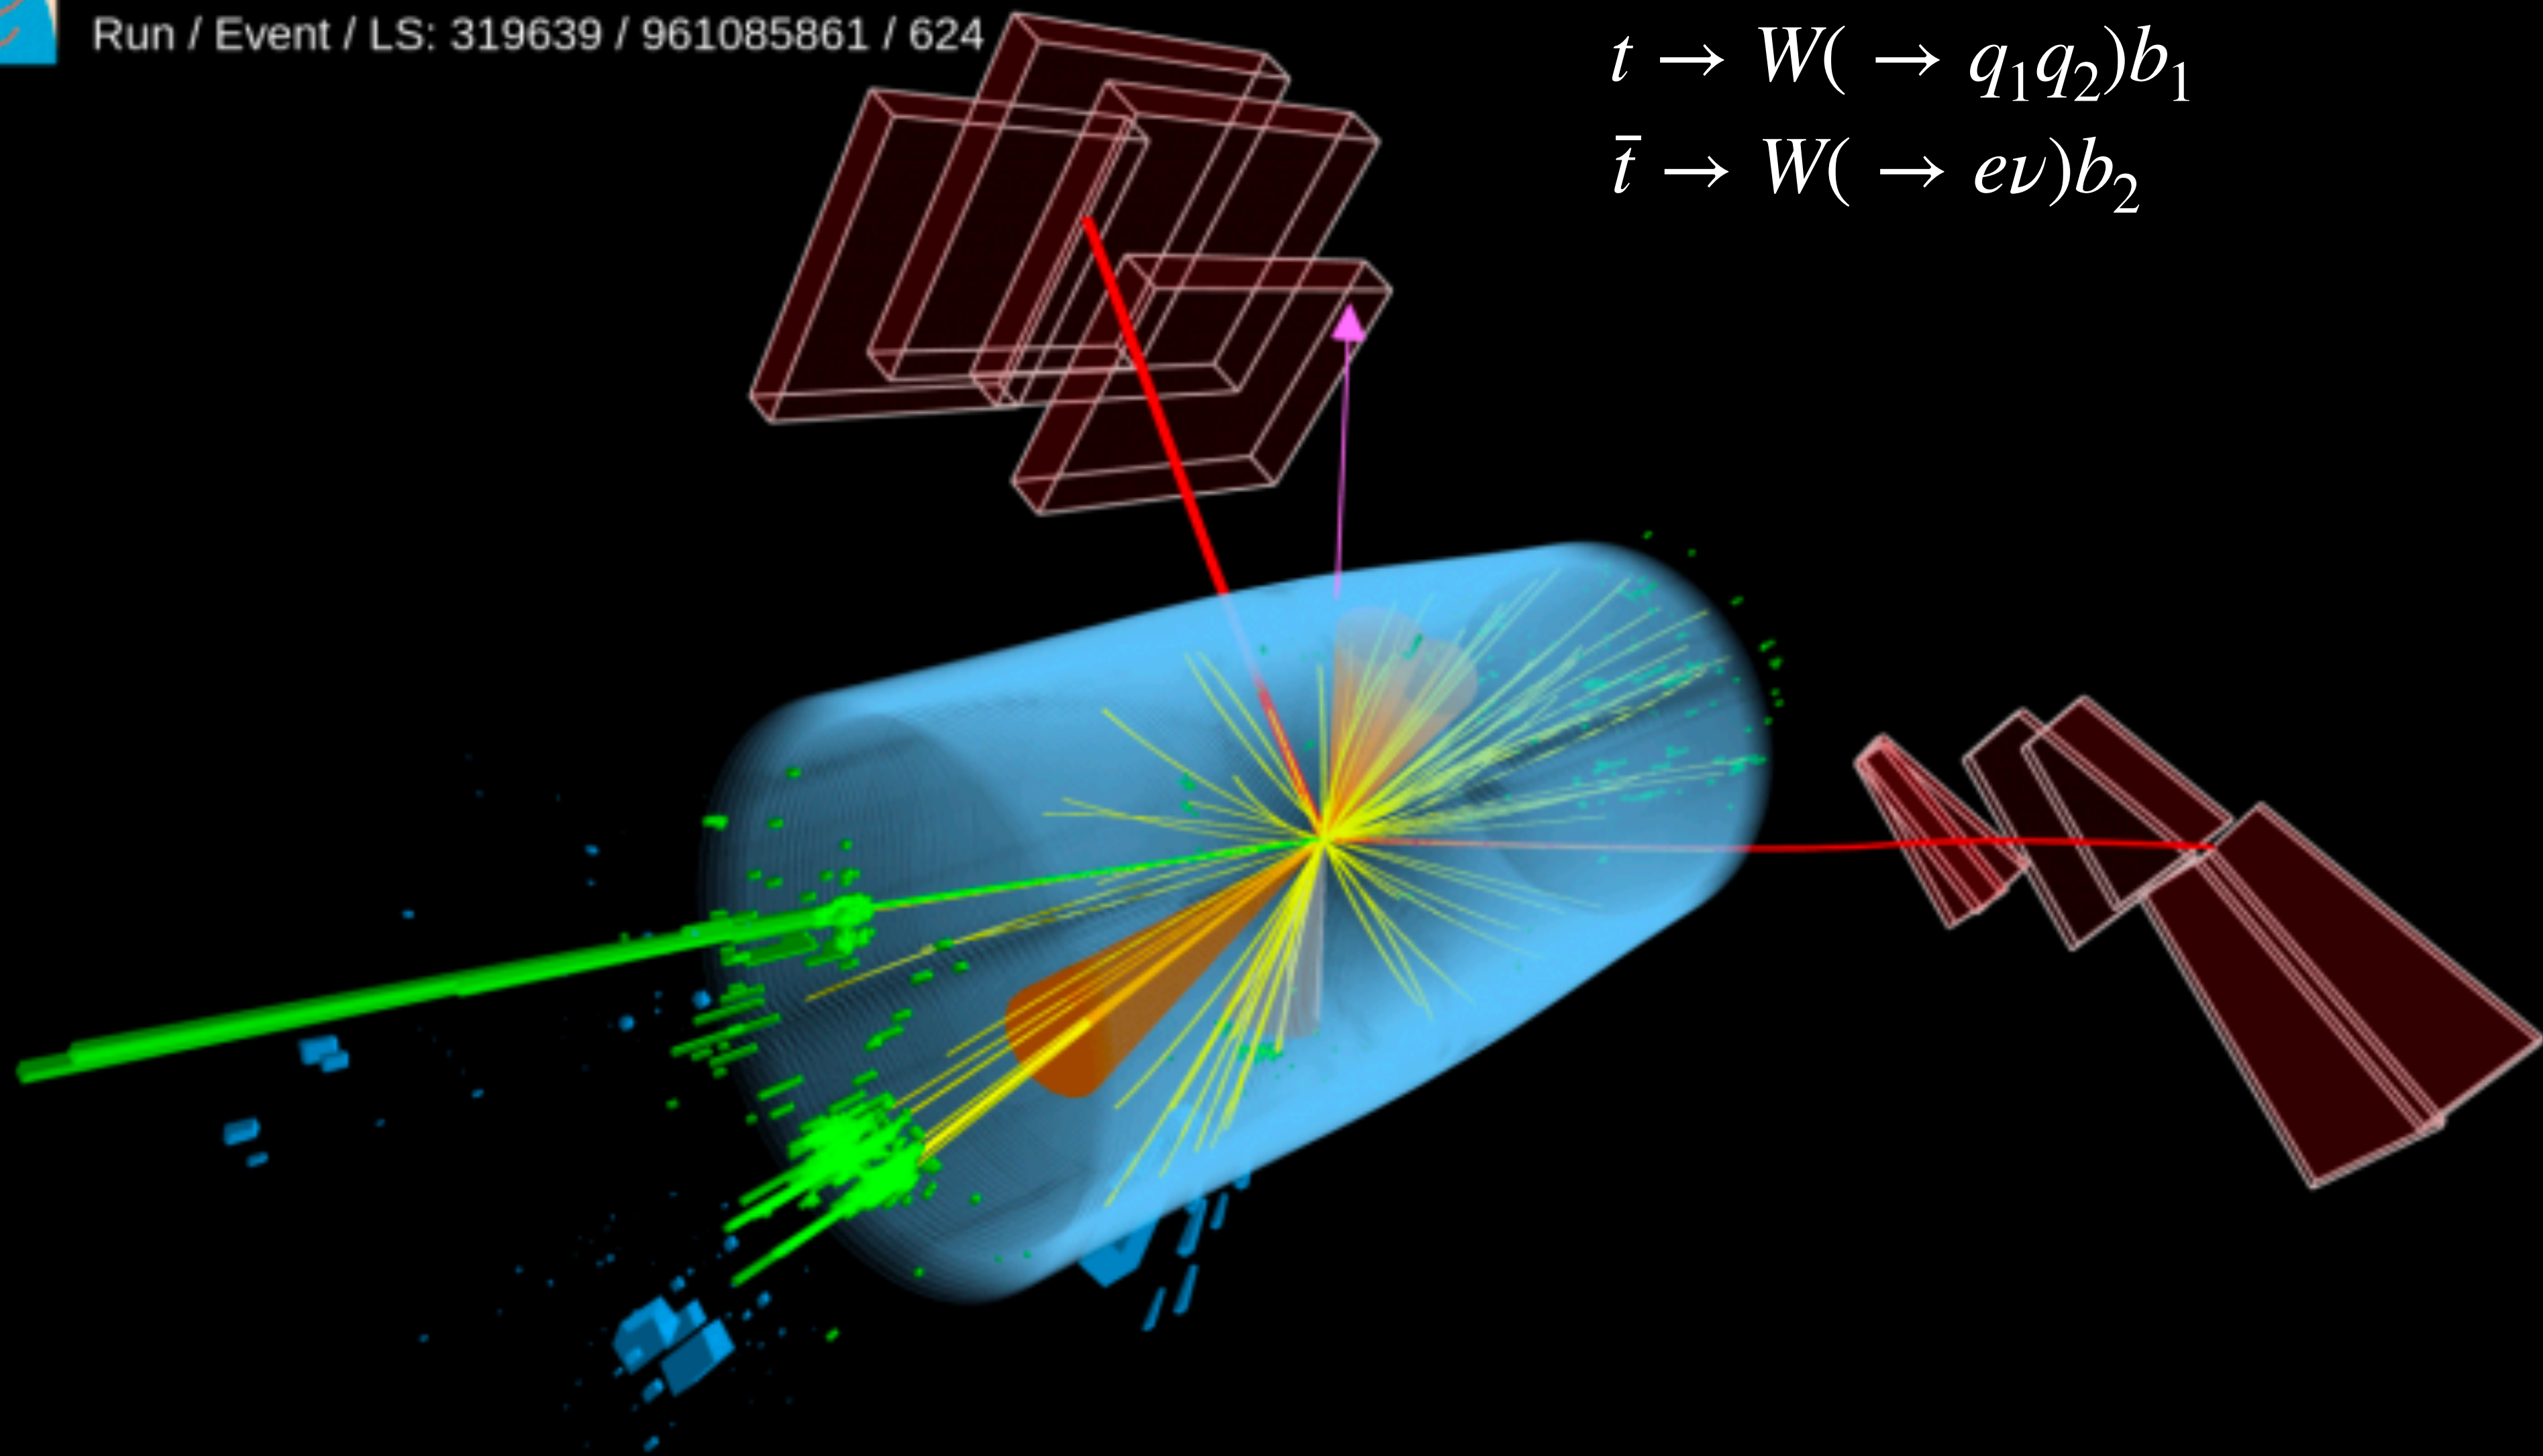 Run / Event / LS: 319639 / 961085861 / 624
t → W( → q₁q₂)b₁
t̄ → W( → eν)b₂